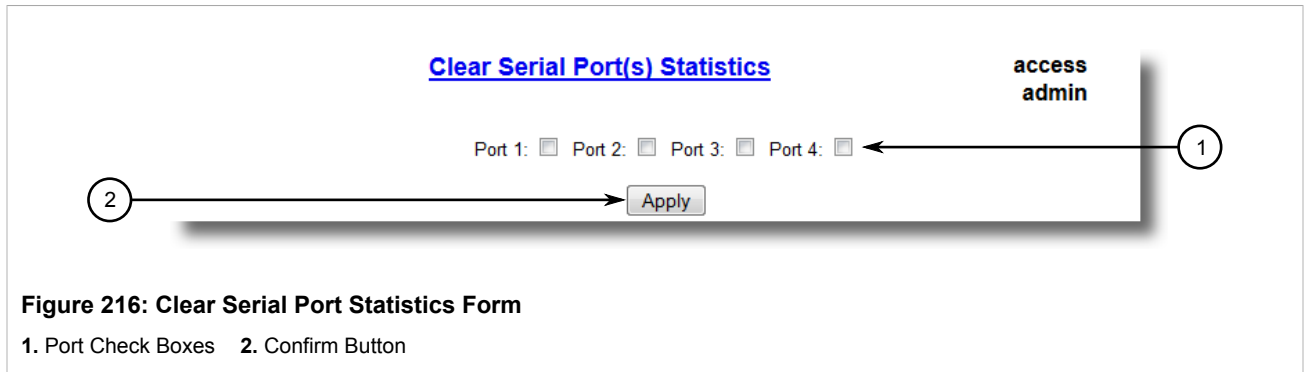 Clear Serial Port(s) Statistics
access
admin
Port 1: Port 2: Port 3: Port 4:
1
2
Apply
Figure 216: Clear Serial Port Statistics Form
1. Port Check Boxes 2. Confirm Button